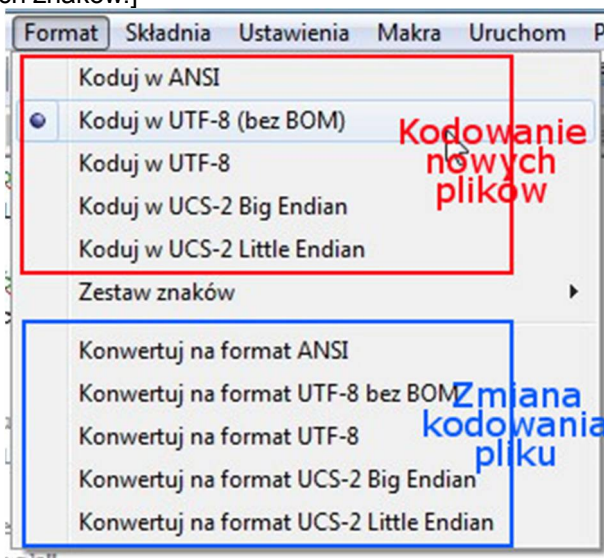 ch znaków.]
Format Składnia Ustawienia Makra Uruchom P
Koduj w ANSI
Koduj w UTF-8 (bez BOM)
Koduj w UTF-8
Koduj w UCS-2 Big Endian
Koduj w UCS-2 Little Endian
Kodowanie
nowych
plików
Zestaw znaków
Konwertuj na format ANSI
Konwertuj na format UTF-8 bez BOM
Konwertuj na format UTF-8
Konwertuj na format UCS-2 Big Endian
Konwertuj na format UCS-2 Little Endian
Zmiana
kodowania
pliku